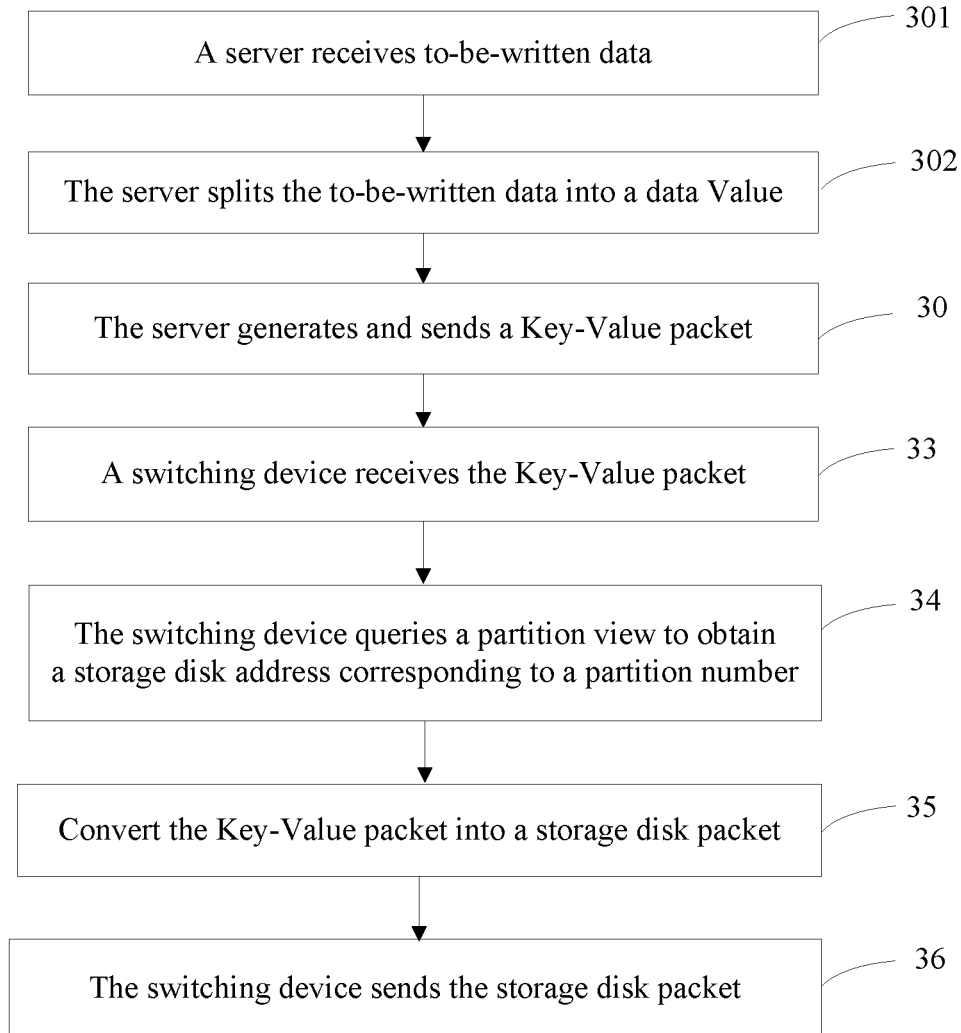 301
A server receives to-be-written data
302
The server splits the to-be-written data into a data Value
30
The server generates and sends a Key-Value packet
33
A switching device receives the Key-Value packet
34
The switching device queries a partition view to obtain
a storage disk address corresponding to a partition number
35
Convert the Key-Value packet into a storage disk packet
36
The switching device sends the storage disk packet